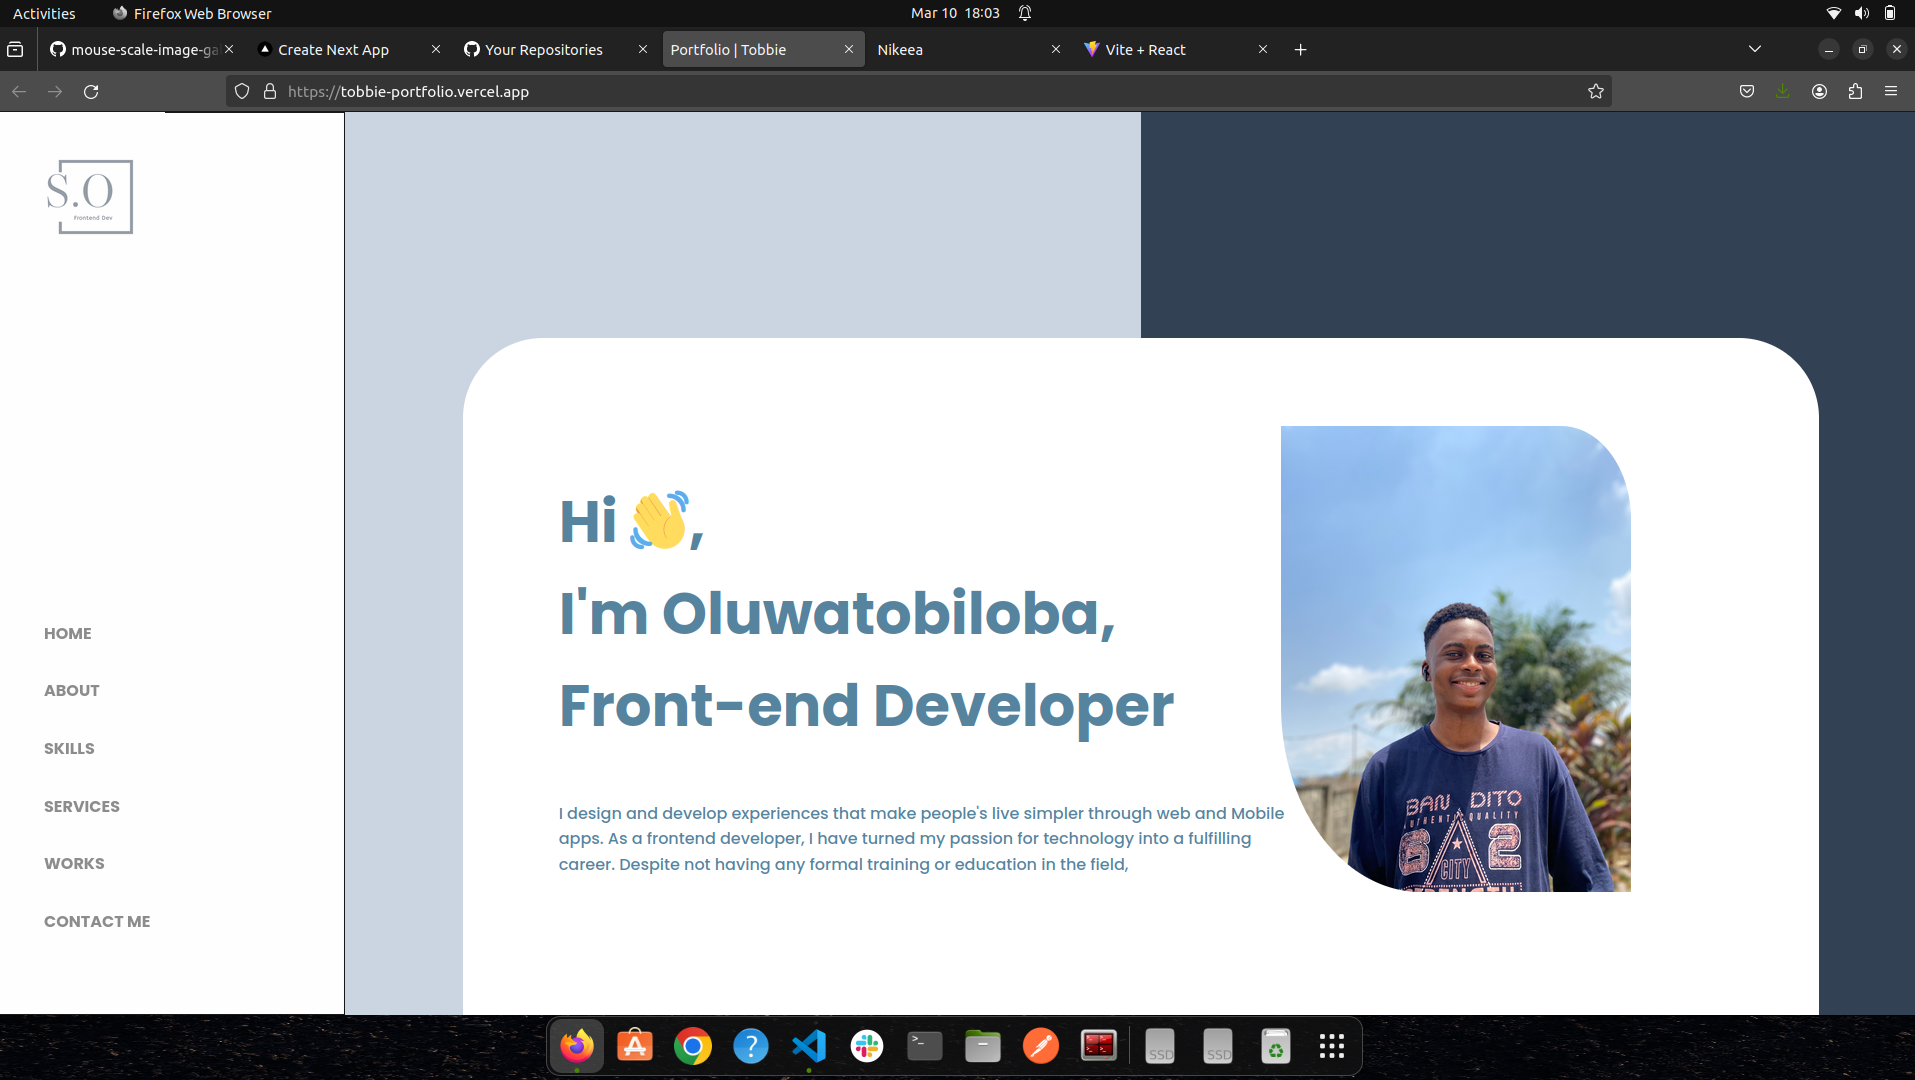 Activities
Firefox Web Browser
Mar 10 18:03
mouse-scale-image-ga
Create Next App
Your Repositories
Portfolio | Tobbie
Nikeea
Vite + React
https://tobbie-portfolio.vercel.app
S.O
Frontend Dev
HOME
ABOUT
SKILLS
SERVICES
WORKS
CONTACT ME
Hi 👋,
I'm Oluwatobiloba,
Front-end Developer
I design and develop experiences that make people's live simpler through web and Mobile
apps. As a frontend developer, I have turned my passion for technology into a fulfilling
career. Despite not having any formal training or education in the field,
BAN DITO
AUTHENTIC QUALITY
62
CITY
STRENGTH
SSD
SSD